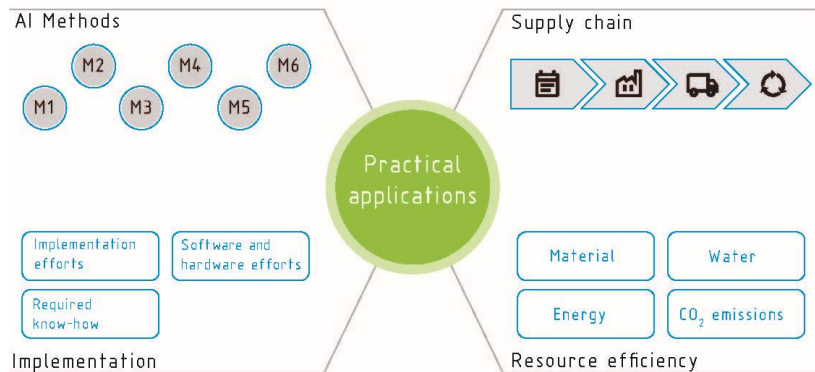 AI Methods
M1
M2
M3
M4
M5
M6
Supply chain
Practical
applications
Implementation
efforts
Software and
hardware efforts
Required
know-how
Implementation
Material
Water
Energy
CO₂ emissions
Resource efficiency